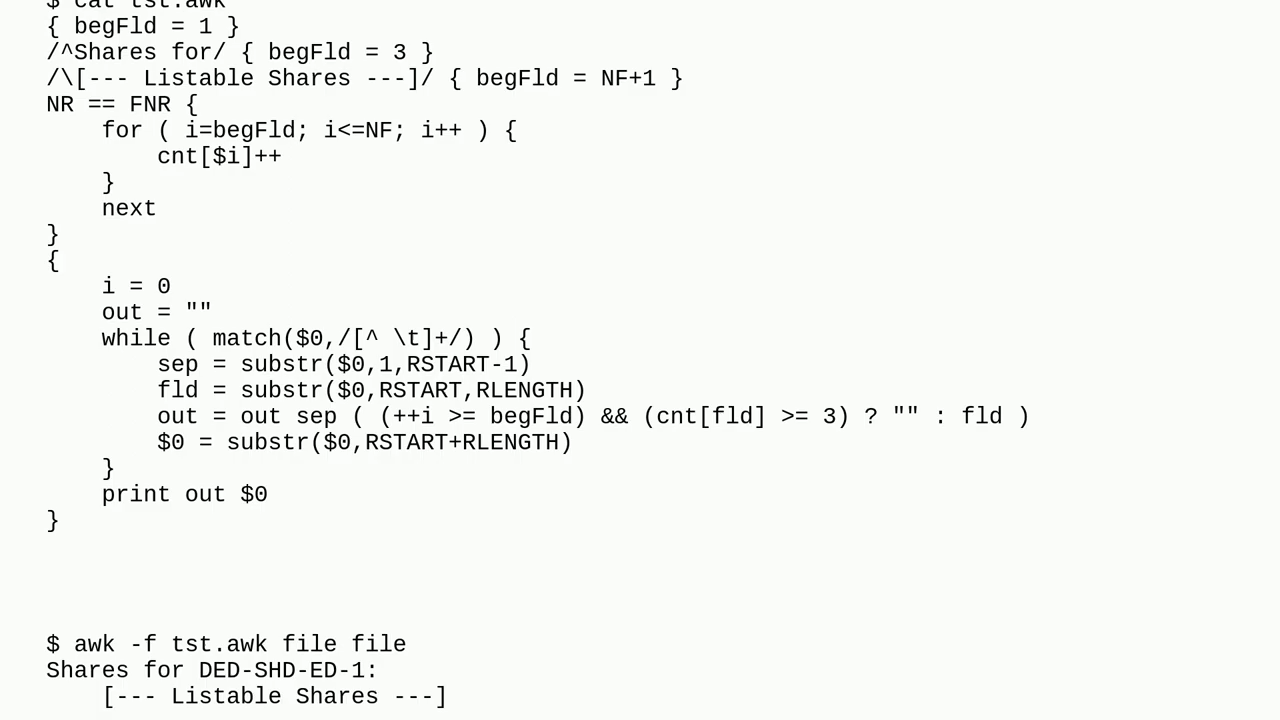 $ cat tst.awk
{ begFld = 1 }
/^Shares for/ { begFld = 3 }
/\[--- Listable Shares ---]/ { begFld = NF+1 }
NR == FNR {
    for ( i=begFld; i<=NF; i++ ) {
        cnt[$i]++
    }
    next
}
{
    i = 0
    out = ""
    while ( match($0,/[^ \t]+/) ) {
        sep = substr($0,1,RSTART-1)
        fld = substr($0,RSTART,RLENGTH)
        out = out sep ( (++i >= begFld) && (cnt[fld] >= 3) ? "" : fld )
        $0 = substr($0,RSTART+RLENGTH)
    }
    print out $0
}
$ awk -f tst.awk file file
Shares for DED-SHD-ED-1:
    [--- Listable Shares ---]